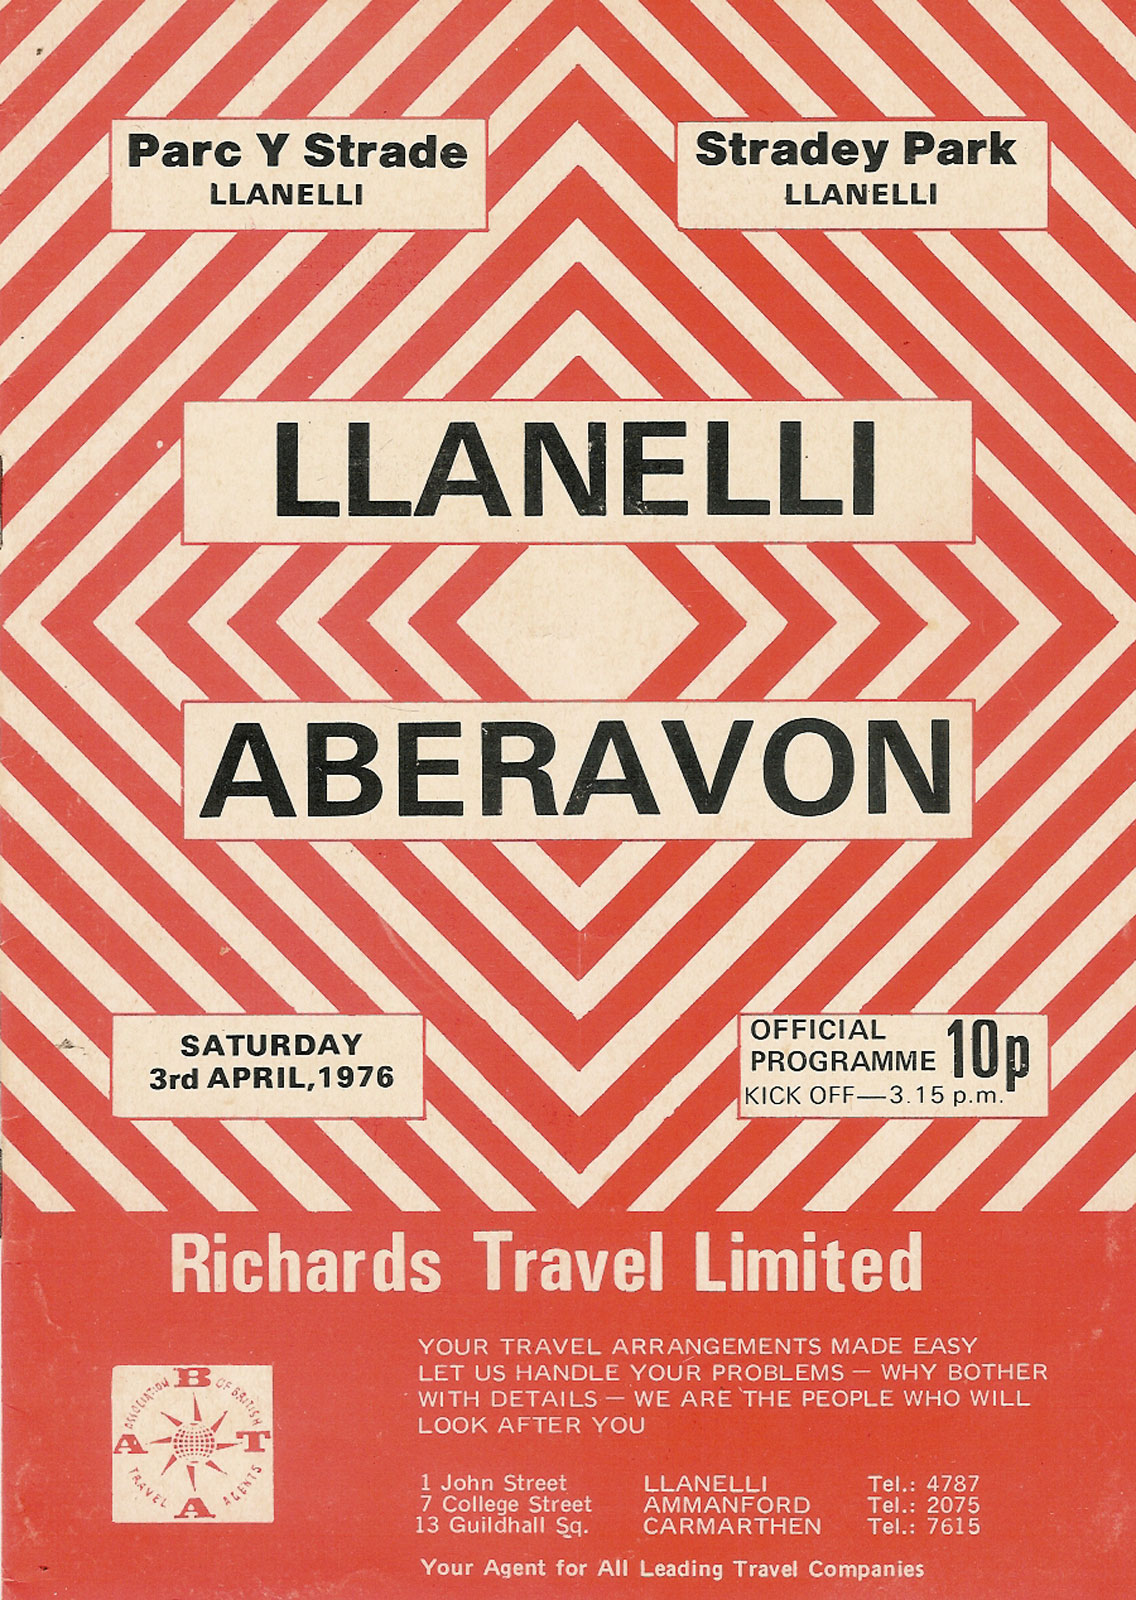 Parc Y Strade
LLANELLI
Stradey Park
LLANELLI
LLANELLI
ABERAVON
SATURDAY
3rd APRIL, 1976
OFFICIAL
PROGRAMME 10p
KICK OFF—3.15 p.m.
Richards Travel Limited
YOUR TRAVEL ARRANGEMENTS MADE EASY
LET US HANDLE YOUR PROBLEMS — WHY BOTHER
WITH DETAILS — WE ARE THE PEOPLE WHO WILL
LOOK AFTER YOU
ABTA
ASSOCIATION OF BRITISH
TRAVEL AGENTS
1 John Street LLANELLI Tel.: 4787
7 College Street AMMANFORD Tel.: 2075
13 Guildhall Sq. CARMARTHEN Tel.: 7615
Your Agent for All Leading Travel Companies